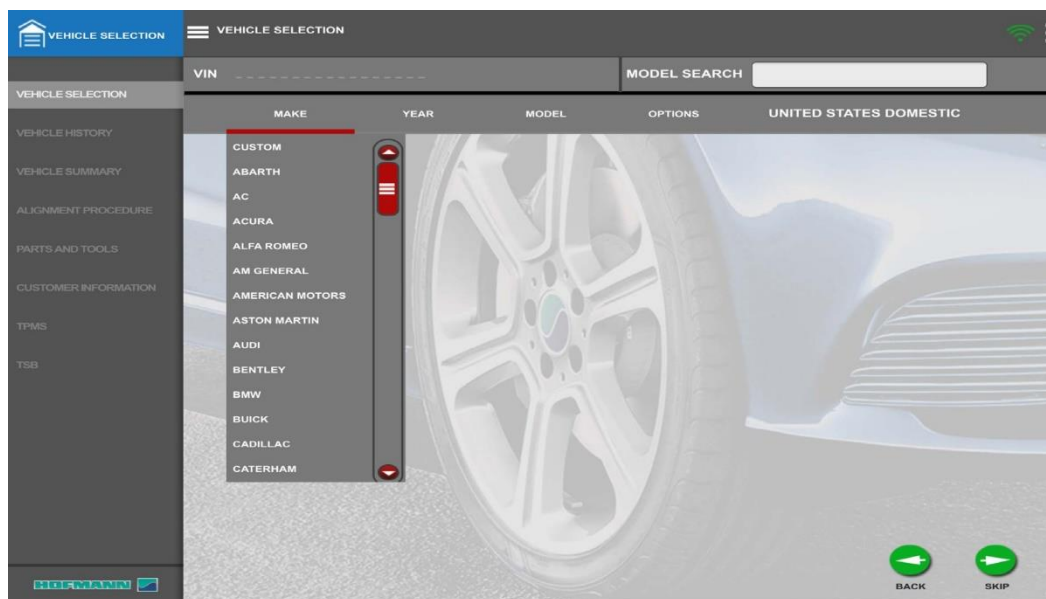 VEHICLE SELECTION
VEHICLE SELECTION
VIN
MODEL SEARCH
VEHICLE SELECTION
VEHICLE HISTORY
VEHICLE SUMMARY
ALIGNMENT PROCEDURE
PARTS AND TOOLS
CUSTOMER INFORMATION
TPMS
TSB
MAKE YEAR MODEL OPTIONS UNITED STATES DOMESTIC
CUSTOM
ABARTH
AC
ACURA
ALFA ROMEO
AM GENERAL
AMERICAN MOTORS
ASTON MARTIN
AUDI
BENTLEY
BMW
BUICK
CADILLAC
CATERHAM
BACK SKIP
HOFMANN